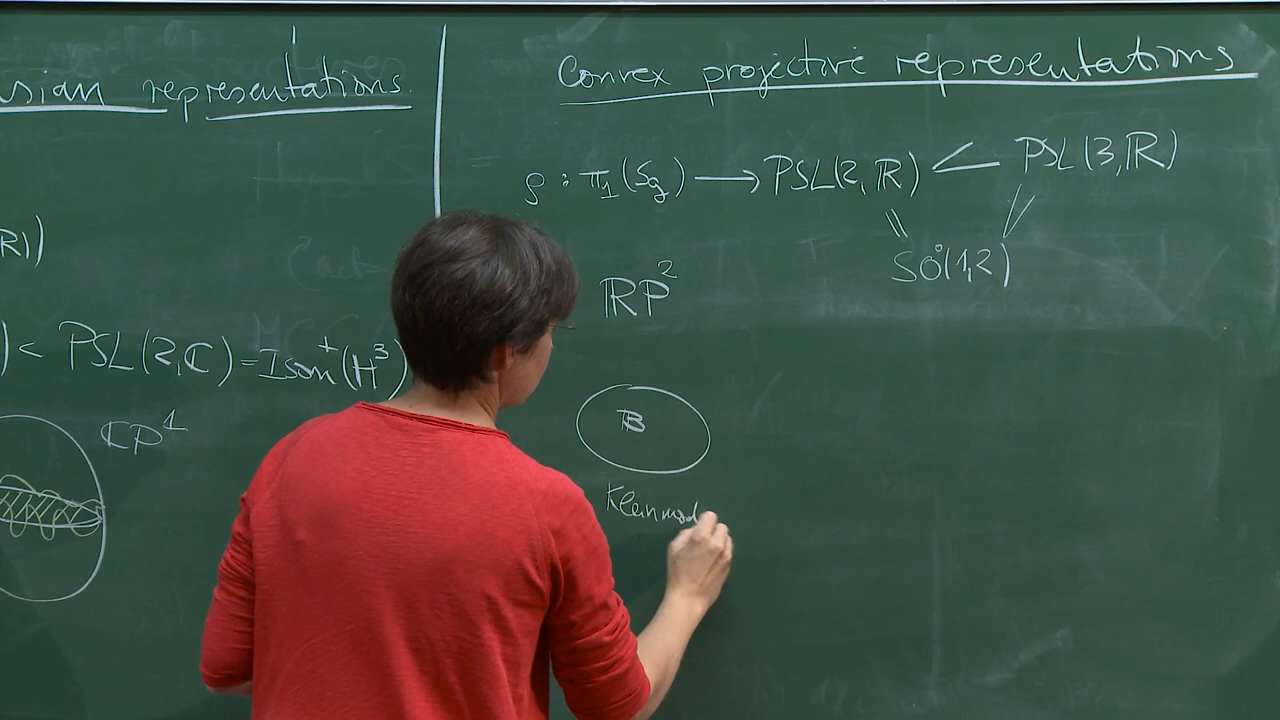 representations.
R))
) < PSL(2,ℂ) = Isom⁺(H³)
ℂP¹
Convex projective representations
ρ : π₁(Sg) ⟶ PSL(2,ℝ) < PSL(3,ℝ)
SO°(1,2)
ℝP²
B
Klein mod